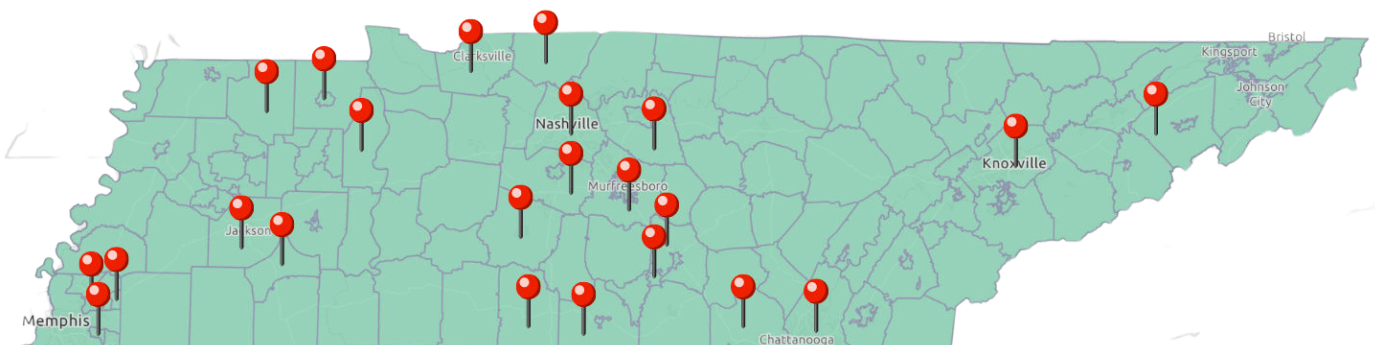 Bristol
Kingsport
Clarksville
Johnson
City
Nashville
Knoxville
Murfreesboro
Jackson
Memphis
Chattanooga